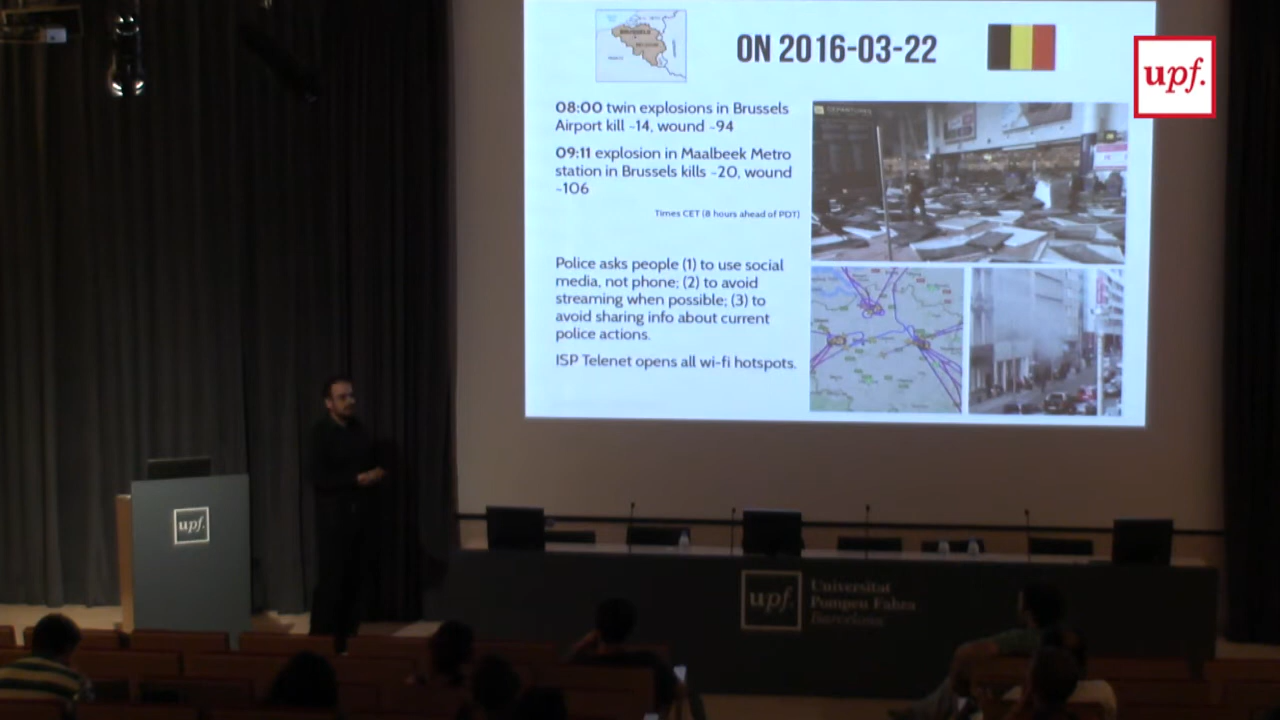 ON 2016-03-22
upf.
08:00 twin explosions in Brussels
Airport kill ~14, wound ~94
09:11 explosion in Maalbeek Metro
station in Brussels kills ~20, wound
~106
Times CET (8 hours ahead of PDT)
Police asks people (1) to use social
media, not phone; (2) to avoid
streaming when possible; (3) to
avoid sharing info about current
police actions.
ISP Telenet opens all wi-fi hotspots.
DEPARTURES
upf.
upf.
Universitat
Pompeu Fabra
Barcelona